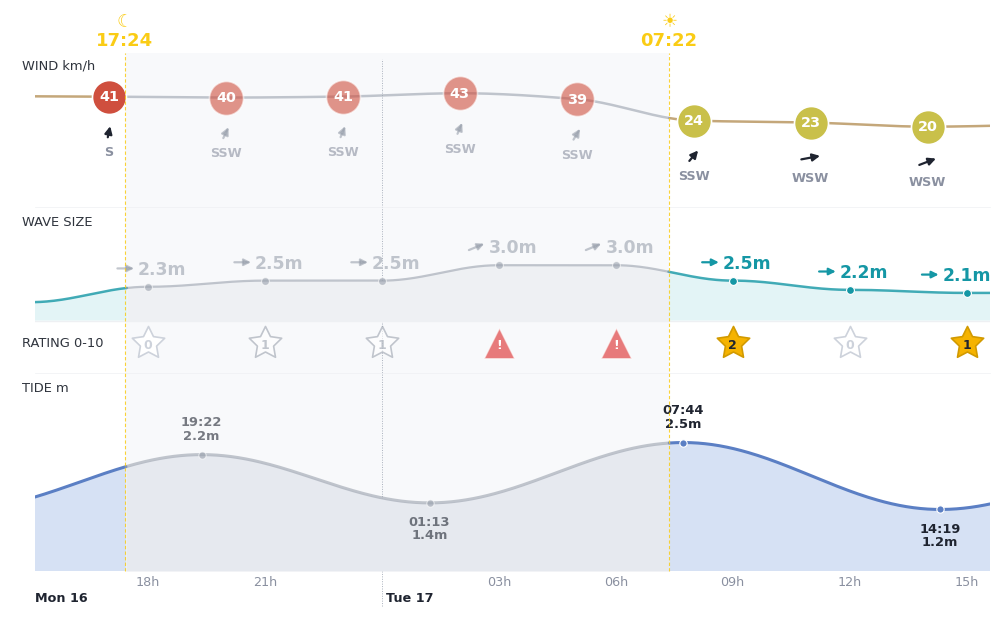 17:24 07:22
WIND km/h
41 40 41 43 39 24 23 20
S SSW SSW SSW SSW SSW WSW WSW
WAVE SIZE
2.3m 2.5m 2.5m 3.0m 3.0m 2.5m 2.2m 2.1m
RATING 0-10
0 1 1 ! ! 2 0 1
TIDE m
19:22
2.2m
01:13
1.4m
07:44
2.5m
14:19
1.2m
18h 21h 03h 06h 09h 12h 15h
Mon 16 Tue 17